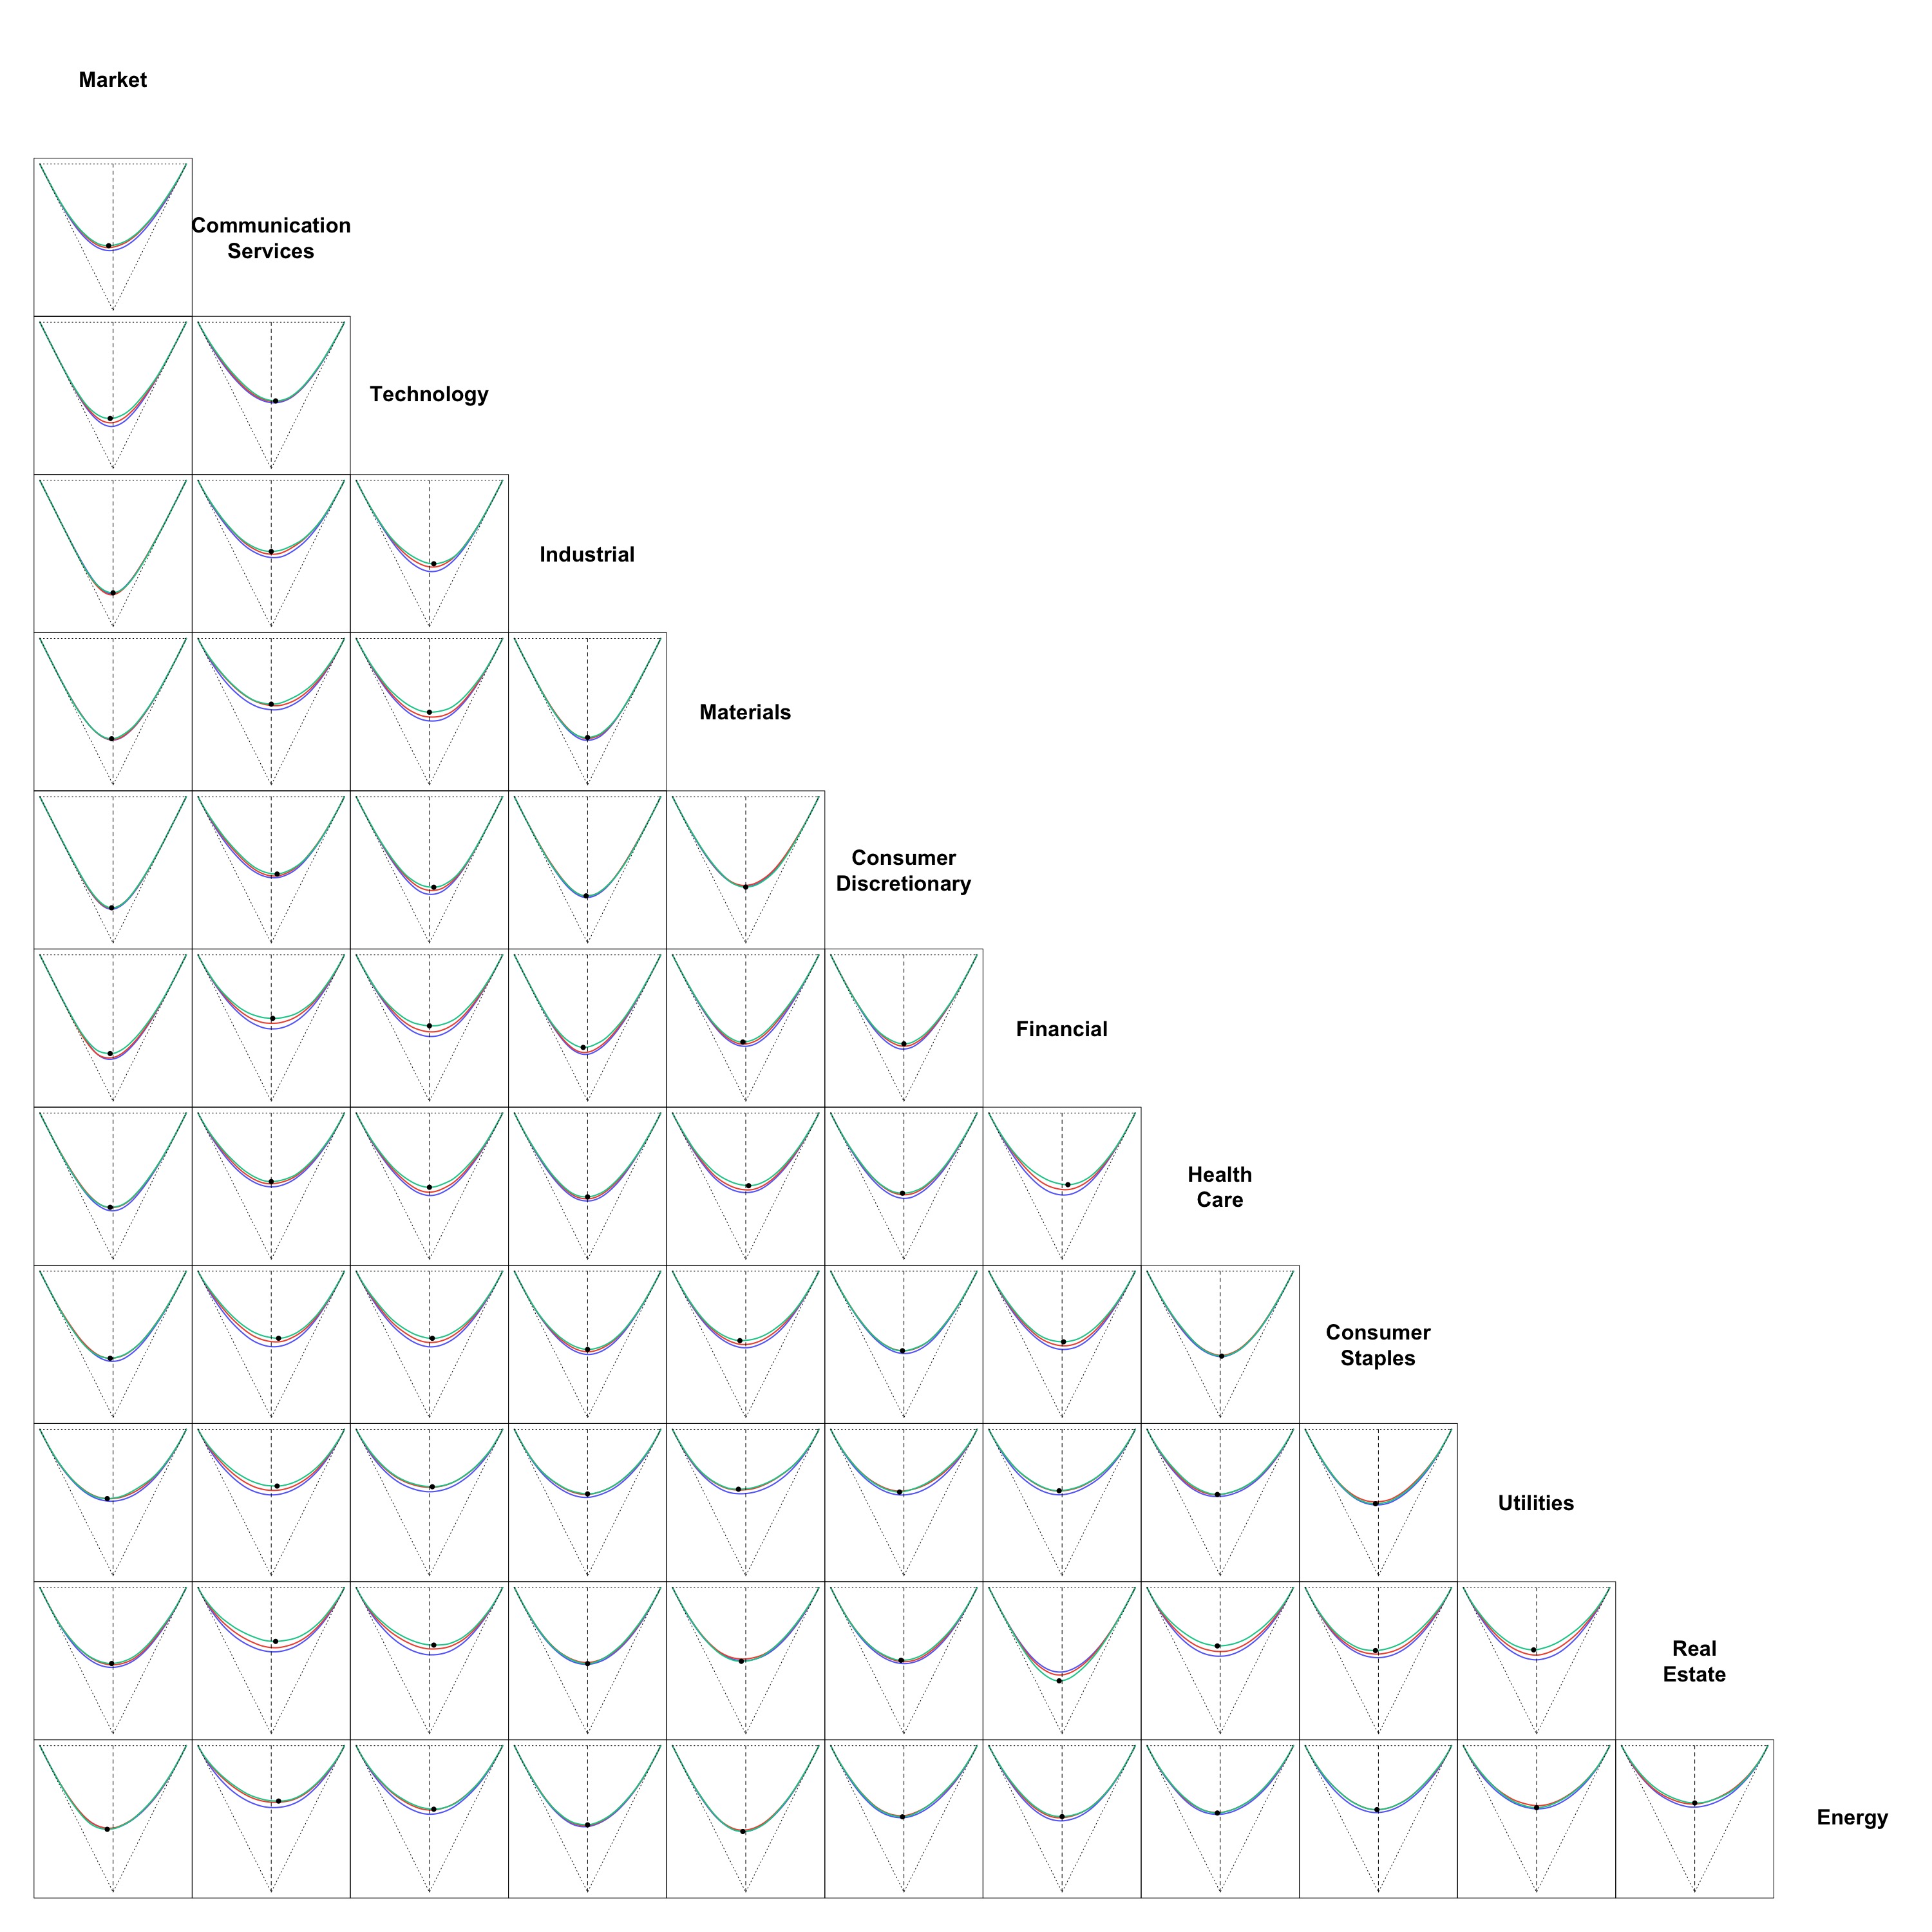 Market
Communication
Services
Technology
Industrial
Materials
Consumer
Discretionary
Financial
Health
Care
Consumer
Staples
Utilities
Real
Estate
Energy